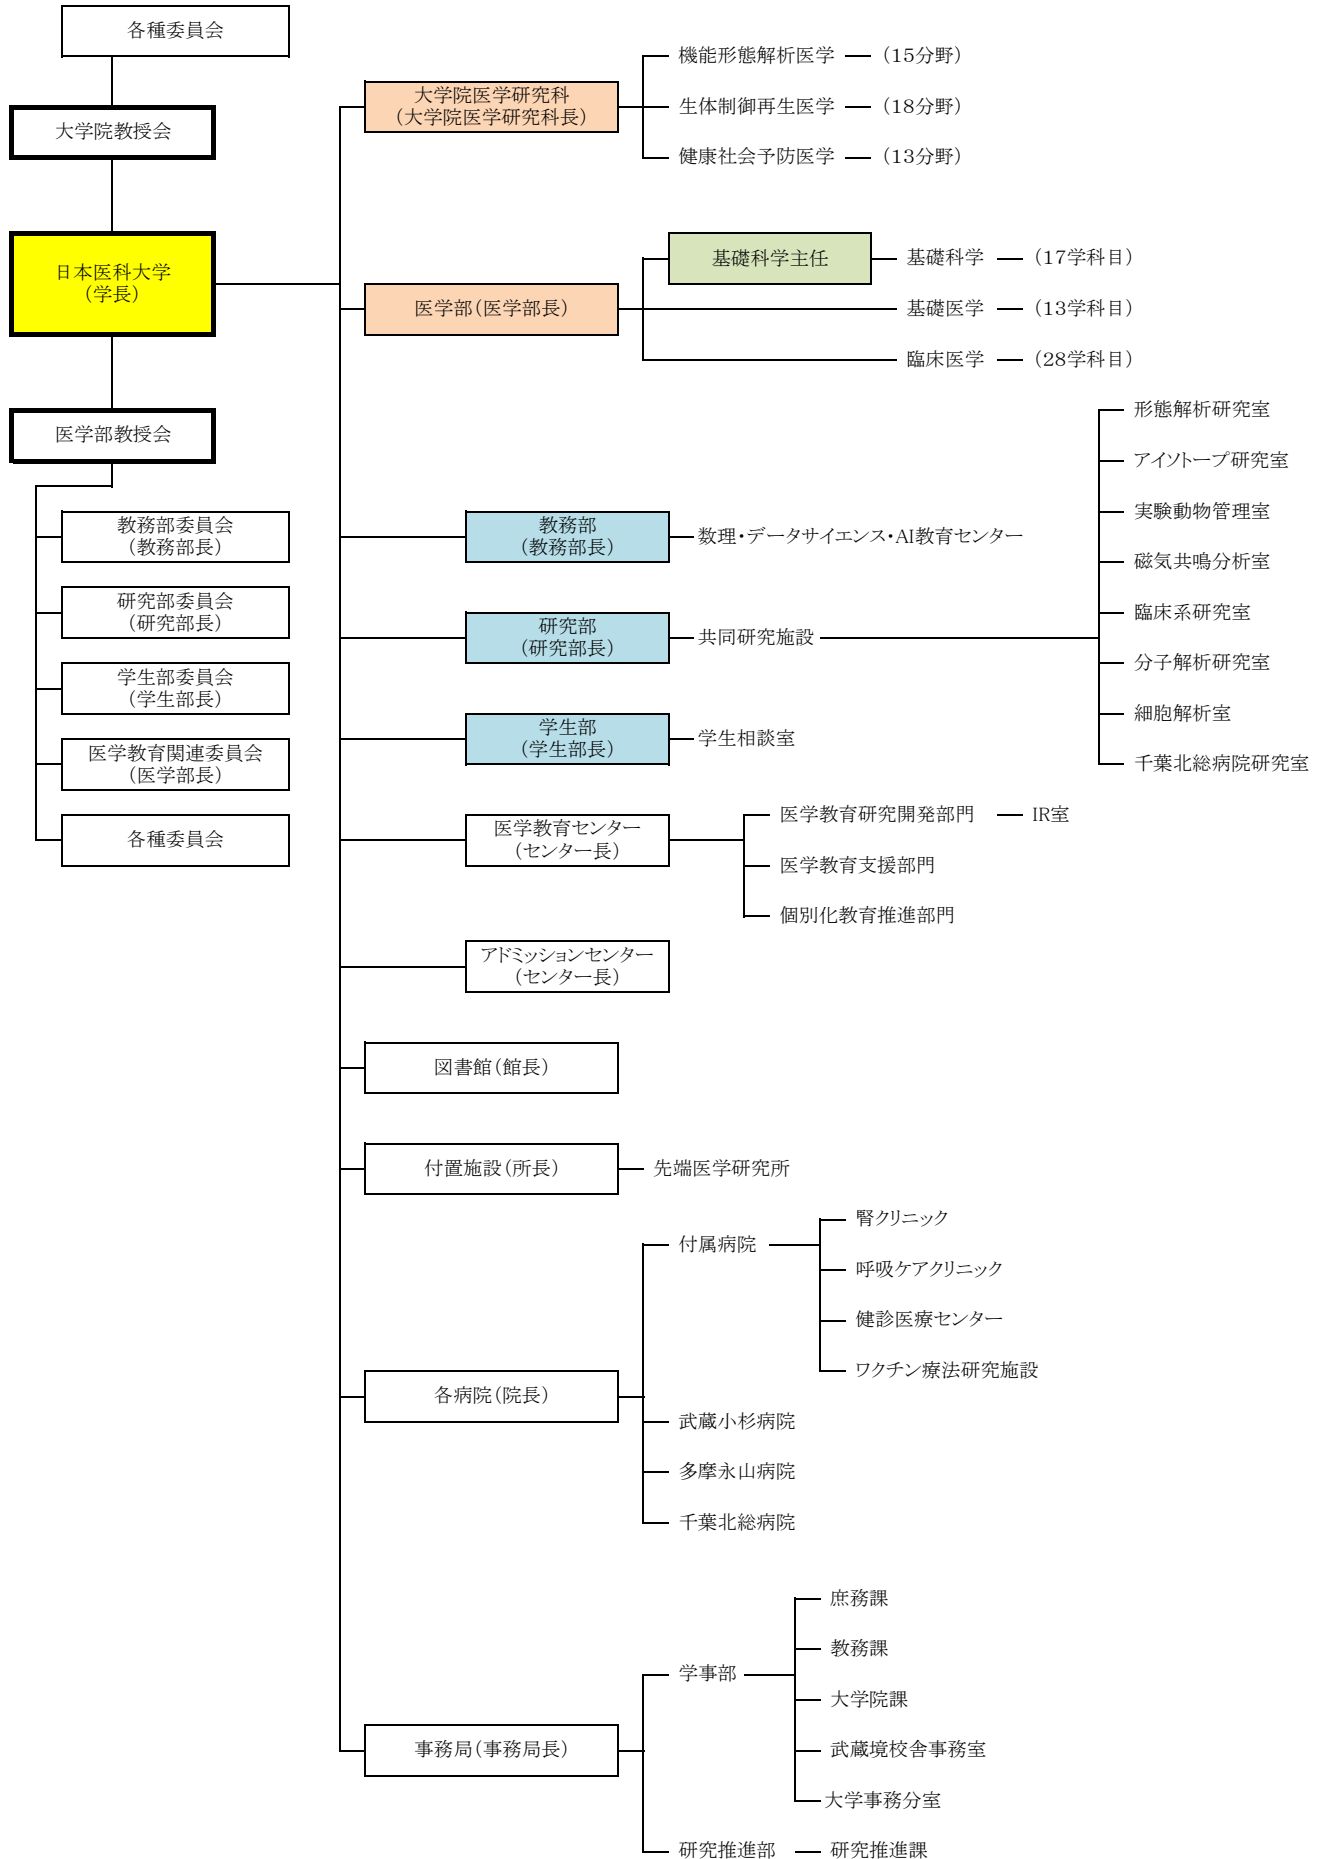 各種委員会
大学院教授会
日本医科大学
(学長)
医学部教授会
教務部委員会
(教務部長)
研究部委員会
(研究部長)
学生部委員会
(学生部長)
医学教育関連委員会
(医学部長)
各種委員会
大学院医学研究科
(大学院医学研究科長)
機能形態解析医学
(15分野)
生体制御再生医学
(18分野)
健康社会予防医学
(13分野)
医学部(医学部長)
基礎科学主任
基礎科学
(17学科目)
基礎医学
(13学科目)
臨床医学
(28学科目)
教務部
(教務部長)
数理・データサイエンス・AI教育センター
研究部
(研究部長)
共同研究施設
形態解析研究室
アイソトープ研究室
実験動物管理室
磁気共鳴分析室
臨床系研究室
分子解析研究室
細胞解析室
千葉北総病院研究室
学生部
(学生部長)
学生相談室
医学教育センター
(センター長)
医学教育研究開発部門
IR室
医学教育支援部門
個別化教育推進部門
アドミッションセンター
(センター長)
図書館(館長)
付置施設(所長)
先端医学研究所
各病院(院長)
付属病院
腎クリニック
呼吸ケアクリニック
健診医療センター
ワクチン療法研究施設
武蔵小杉病院
多摩永山病院
千葉北総病院
事務局(事務局長)
学事部
庶務課
教務課
大学院課
武蔵境校舎事務室
大学事務分室
研究推進部
研究推進課